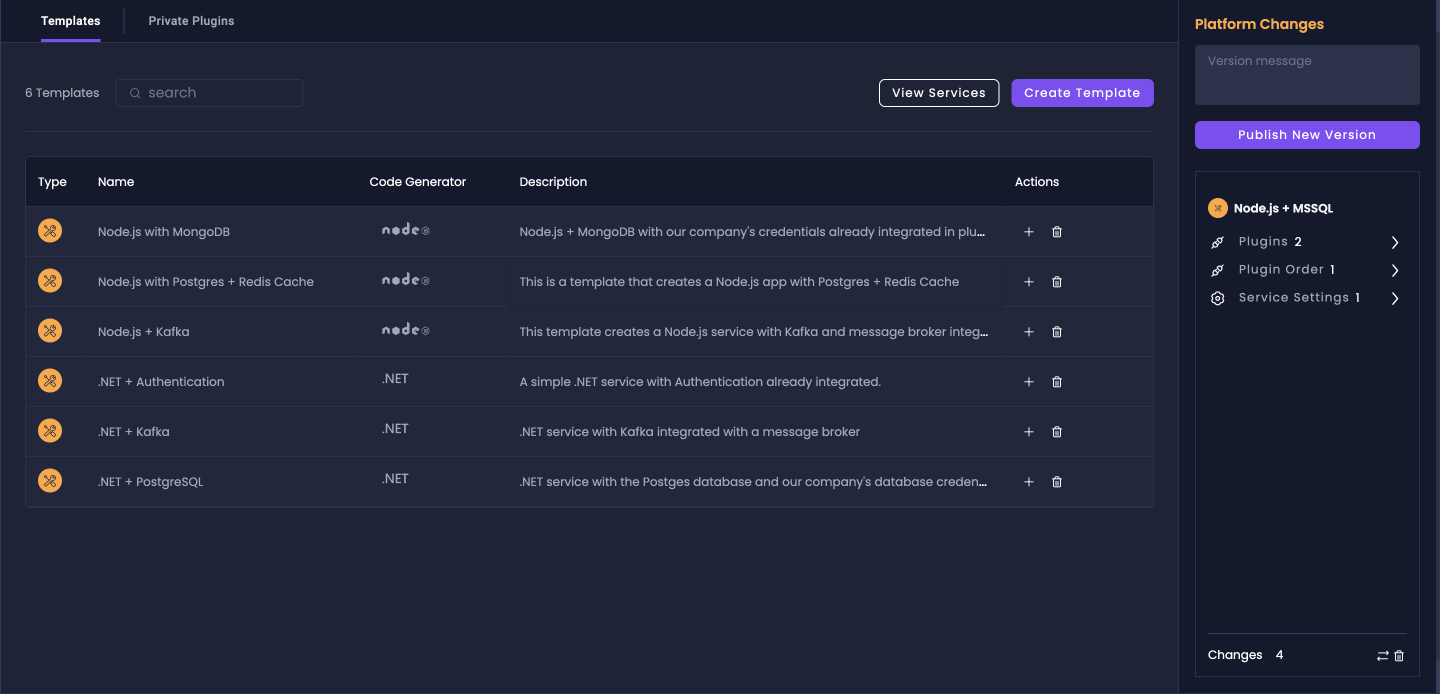 Templates Private Plugins
6 Templates search View Services Create Template
Type Name Code Generator Description Actions
Node.js with MongoDB node Node.js + MongoDB with our company's credentials already integrated in plu...
Node.js with Postgres + Redis Cache node This is a template that creates a Node.js app with Postgres + Redis Cache
Node.js + Kafka node This template creates a Node.js service with Kafka and message broker integ...
.NET + Authentication .NET A simple .NET service with Authentication already integrated.
.NET + Kafka .NET .NET service with Kafka integrated with a message broker
.NET + PostgreSQL .NET .NET service with the Postges database and our company's database creden...
Platform Changes
Version message
Publish New Version
Node.js + MSSQL
Plugins 2
Plugin Order 1
Service Settings 1
Changes 4